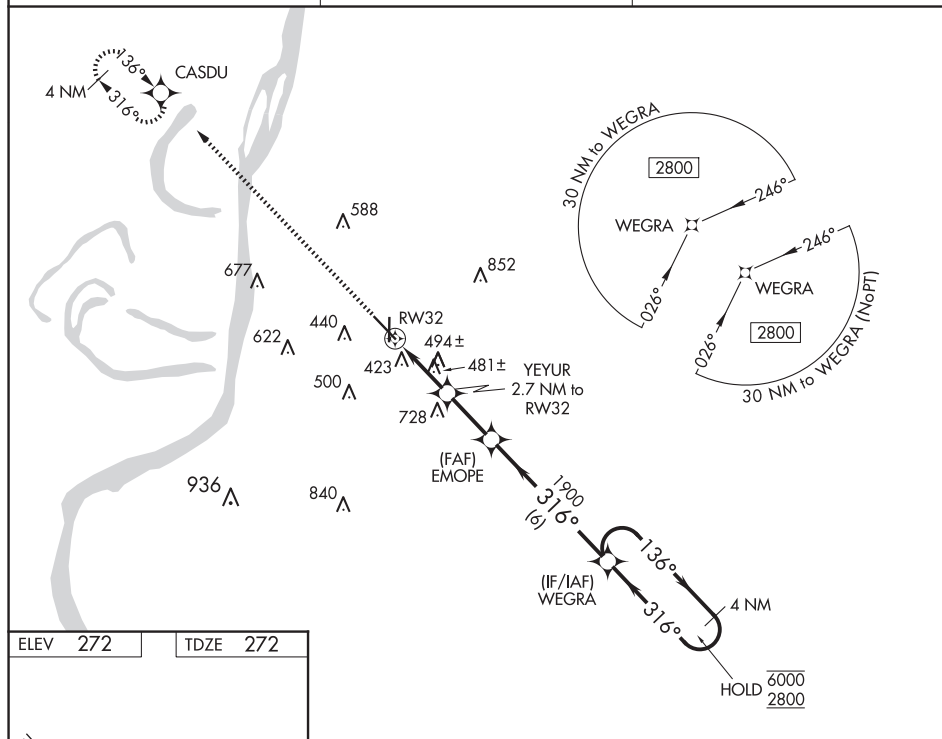 136°
CASDU
4 NM
316°
30 NM to WEGRA
2800
246°
WEGRA
026°
246°
WEGRA
026°
2800
30 NM to WEGRA (NoPT)
588
852
677
622
440
RW32
494±
423
481±
500
YEYUR
2.7 NM to
RW32
728
(FAF)
EMOPE
936
840
1900
316°
(6)
(IF/IAF)
WEGRA
136°
4 NM
316°
HOLD 6000
2800
ELEV 272
TDZE 272